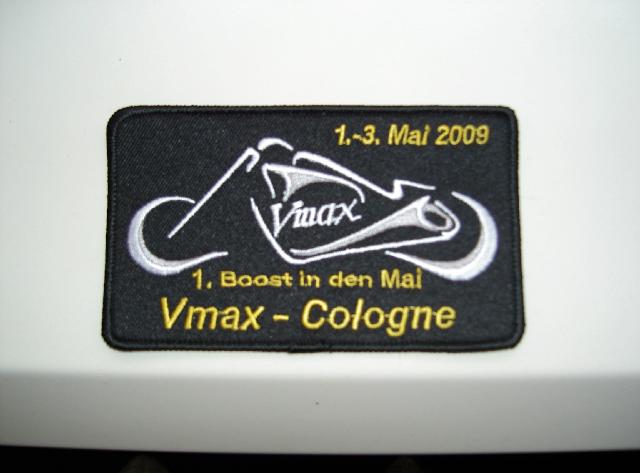 1.-3. Mai 2009
Vmax
1. Boost in den Mai
Vmax - Cologne